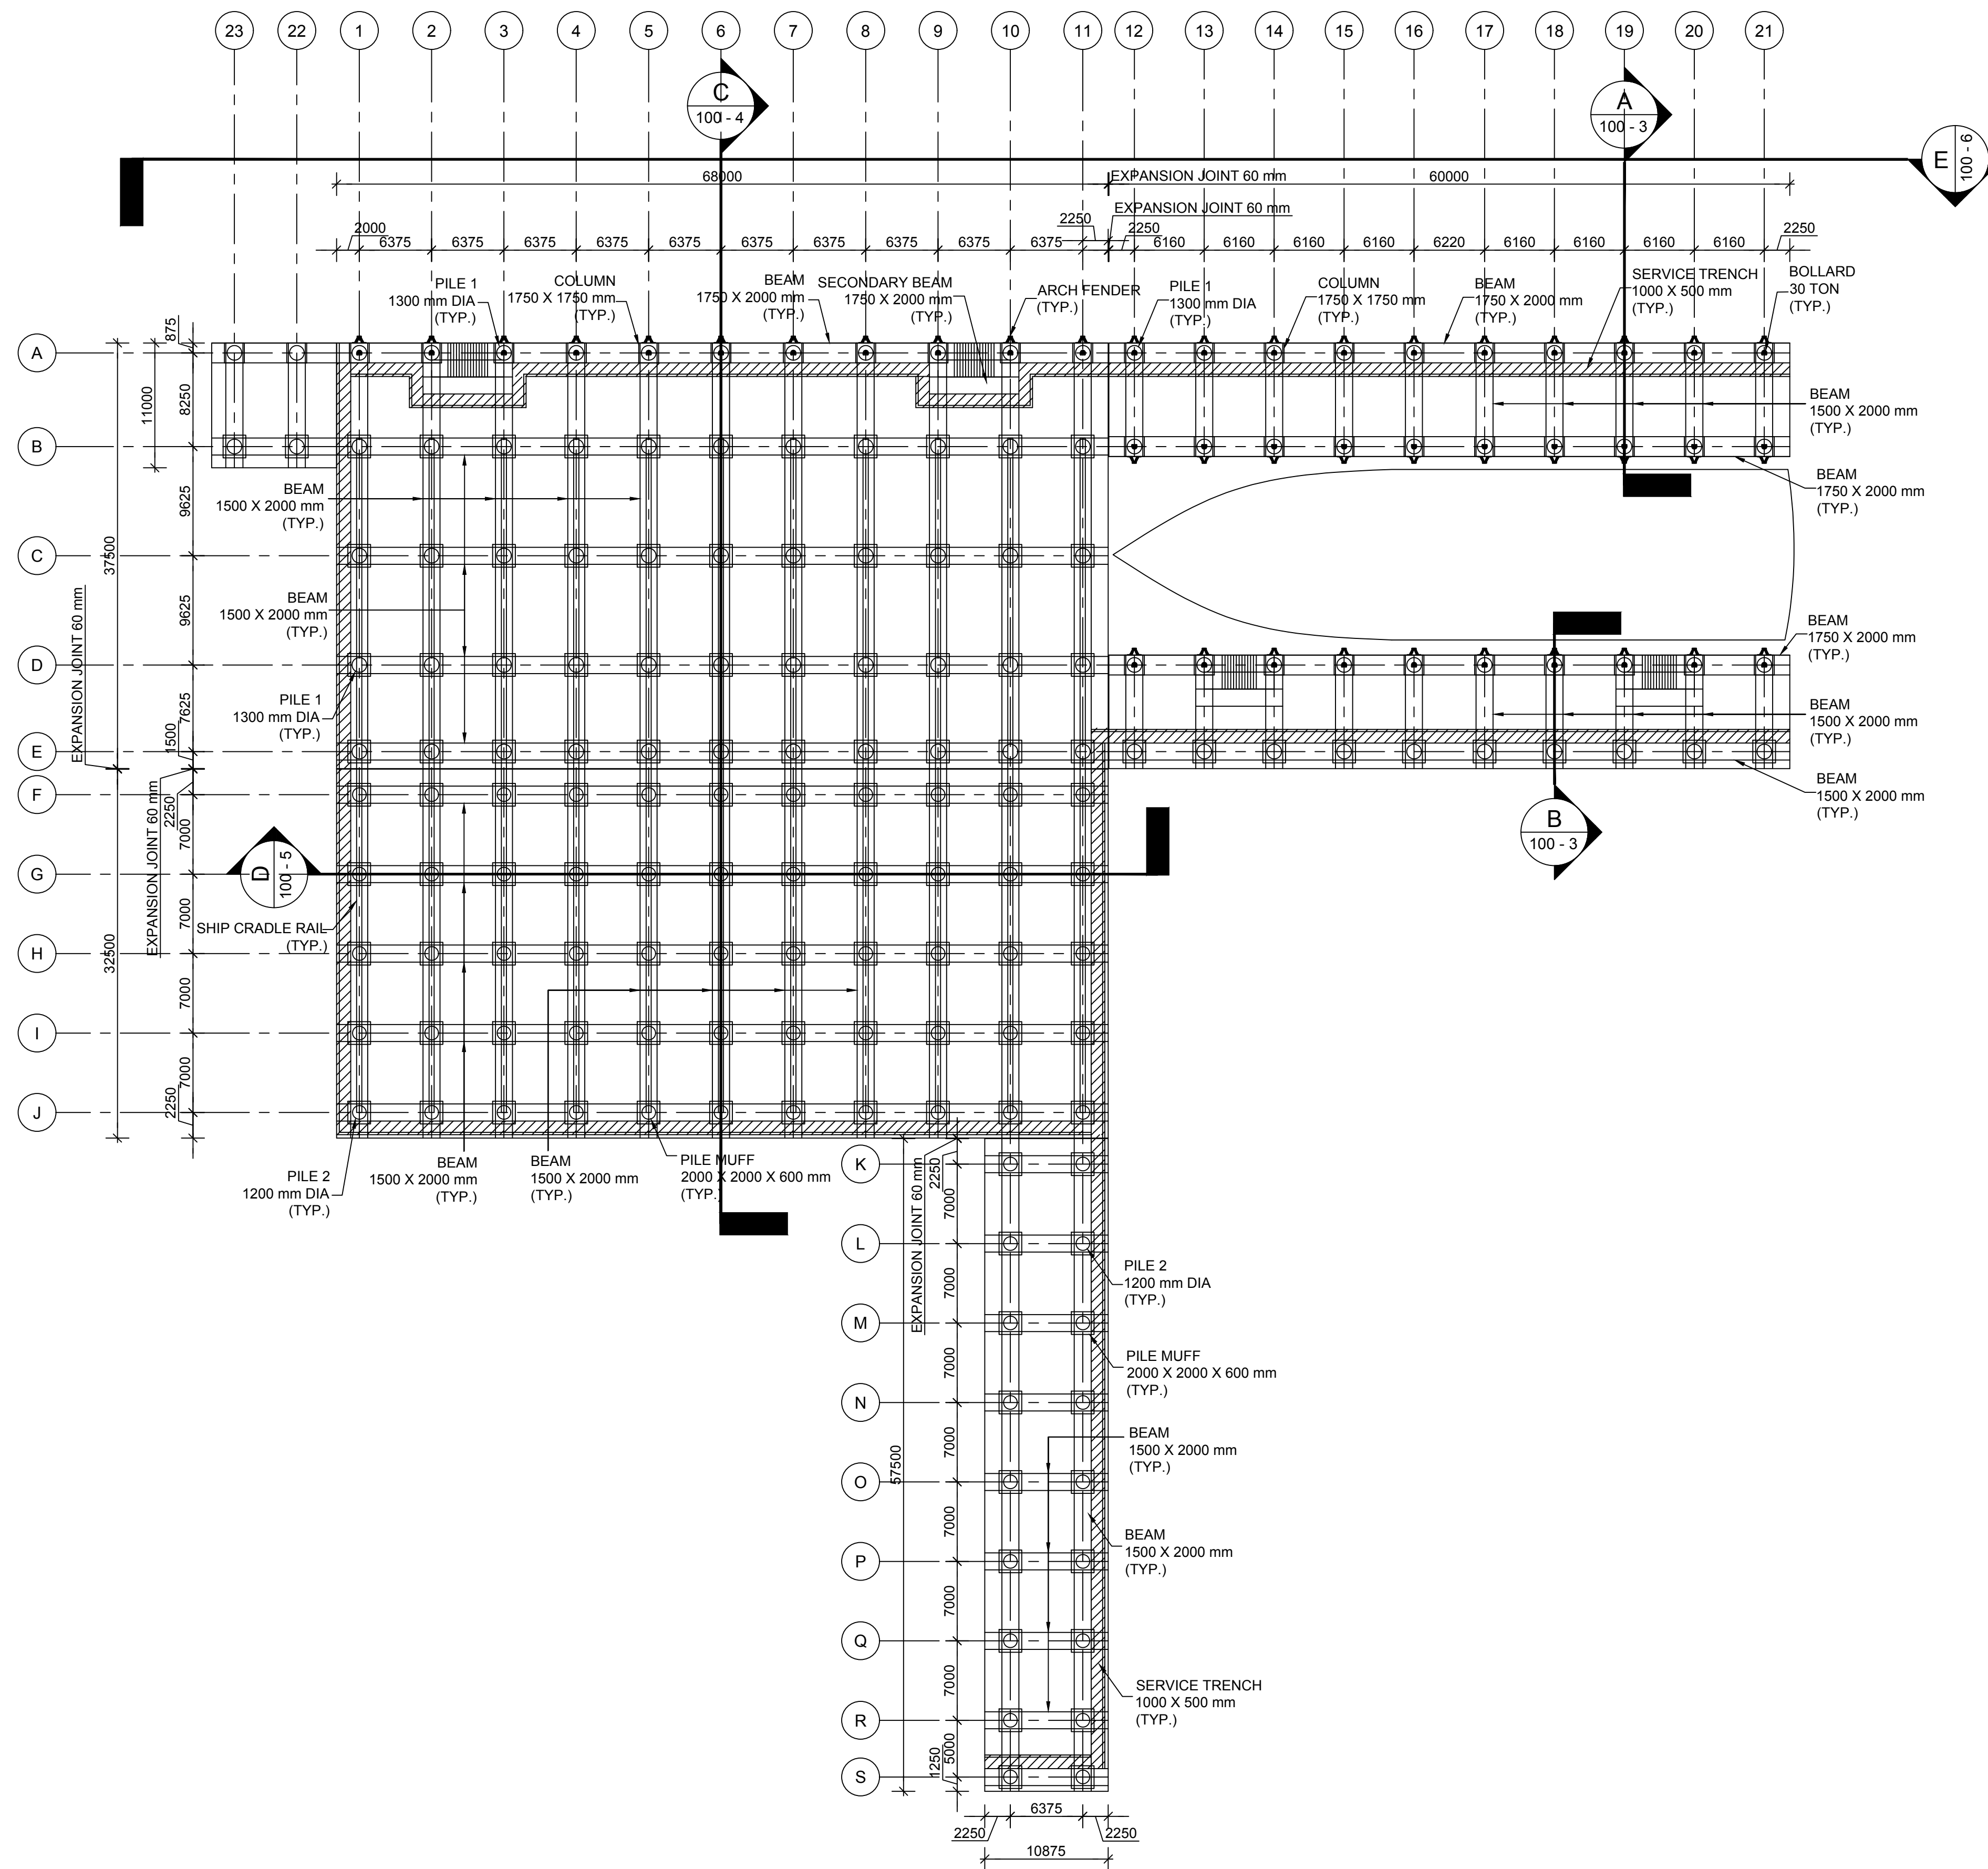 23
22
1
2
3
4
5
6
7
8
9
10
11
12
13
14
15
16
17
18
19
20
21
C
100 - 4
A
100 - 3
E
100 - 6
68000
EXPANSION JOINT 60 mm
60000
2250
EXPANSION JOINT 60 mm
2000
6375
6375
6375
6375
6375
6375
6375
6375
6375
6375
2250
6160
6160
6160
6160
6220
6160
6160
6160
6160
2250
PILE 1
1300 mm DIA
(TYP.)
COLUMN
1750 X 1750 mm
(TYP.)
BEAM
1750 X 2000 mm
(TYP.)
SECONDARY BEAM
1750 X 2000 mm
(TYP.)
ARCH FENDER
(TYP.)
PILE 1
1300 mm DIA
(TYP.)
COLUMN
1750 X 1750 mm
(TYP.)
BEAM
1750 X 2000 mm
(TYP.)
SERVICE TRENCH
1000 X 500 mm
(TYP.)
BOLLARD
30 TON
(TYP.)
A
B
C
D
E
F
G
H
I
J
875
8250
11000
9625
37500
9625
7625
1500
EXPANSION JOINT 60 mm
2250
7000
EXPANSION JOINT 60 mm
7000
32500
7000
7000
2250
BEAM
1500 X 2000 mm
(TYP.)
BEAM
1750 X 2000 mm
(TYP.)
BEAM
1500 X 2000 mm
(TYP.)
BEAM
1500 X 2000 mm
(TYP.)
BEAM
1750 X 2000 mm
(TYP.)
PILE 1
1300 mm DIA
(TYP.)
BEAM
1500 X 2000 mm
(TYP.)
BEAM
1500 X 2000 mm
(TYP.)
B
100 - 3
D
100 - 5
SHIP CRADLE RAIL
(TYP.)
PILE 2
1200 mm DIA
(TYP.)
BEAM
1500 X 2000 mm
(TYP.)
BEAM
1500 X 2000 mm
(TYP.)
PILE MUFF
2000 X 2000 X 600 mm
(TYP.)
K
L
M
N
O
P
Q
R
S
EXPANSION JOINT 60 mm
2250
7000
7000
7000
7000
7000
7000
7000
5000
1250
57500
PILE 2
1200 mm DIA
(TYP.)
PILE MUFF
2000 X 2000 X 600 mm
(TYP.)
BEAM
1500 X 2000 mm
(TYP.)
BEAM
1500 X 2000 mm
(TYP.)
SERVICE TRENCH
1000 X 500 mm
(TYP.)
6375
2250
2250
10875